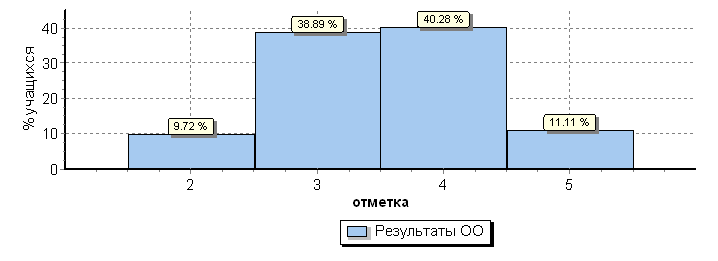 % учащихся
40
30
20
10
0
9.72 %
38.89 %
40.28 %
11.11 %
2 3 4 5
отметка
Результаты ОО